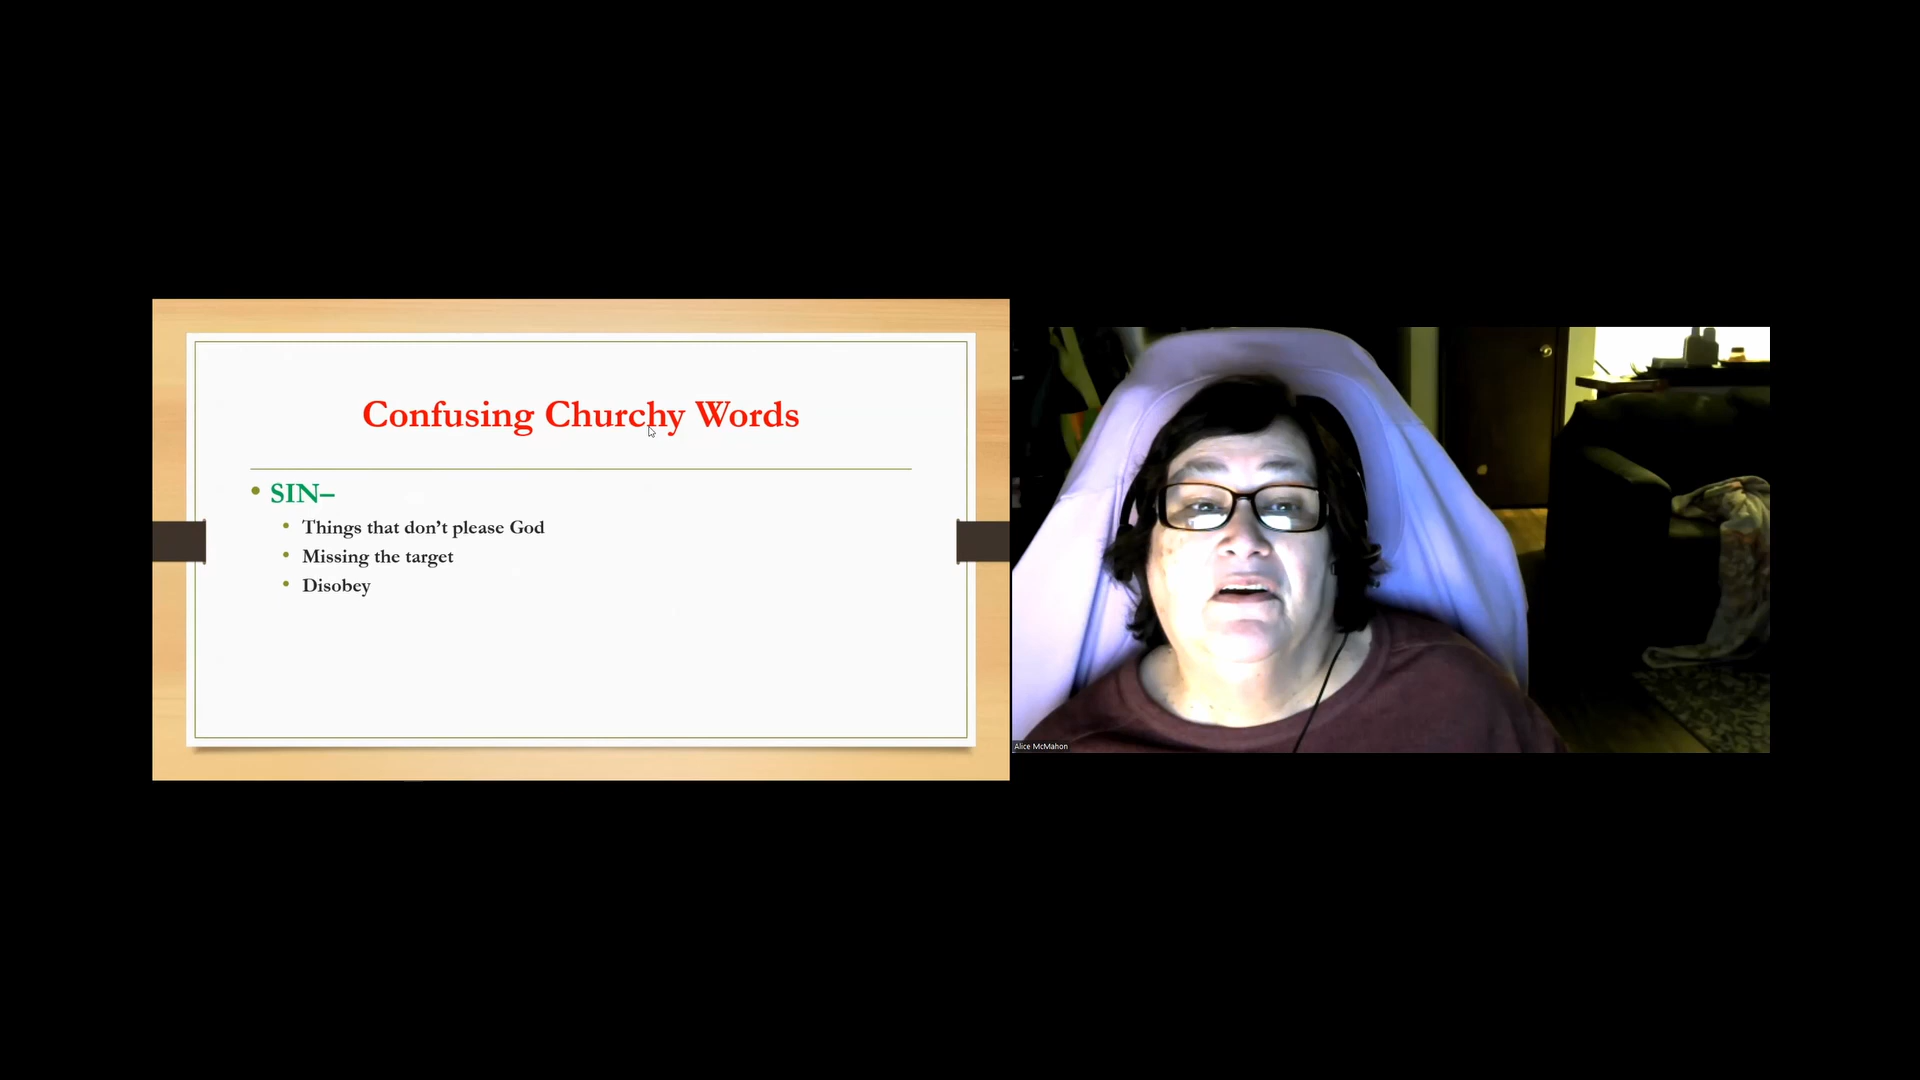 Confusing Churchy Words
• SIN–
• Things that don’t please God
• Missing the target
• Disobey
Alice McMahon